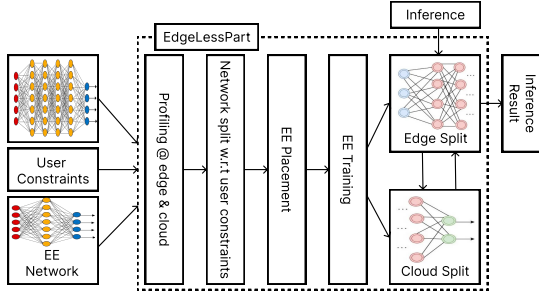 Inference
EdgeLessPart
User
Constraints
EE
Network
Profiling @ edge & cloud
Network split w.r.t user constraints
EE Placement
EE Training
...
...
...
Edge Split
...
...
Cloud Split
Inference
Result